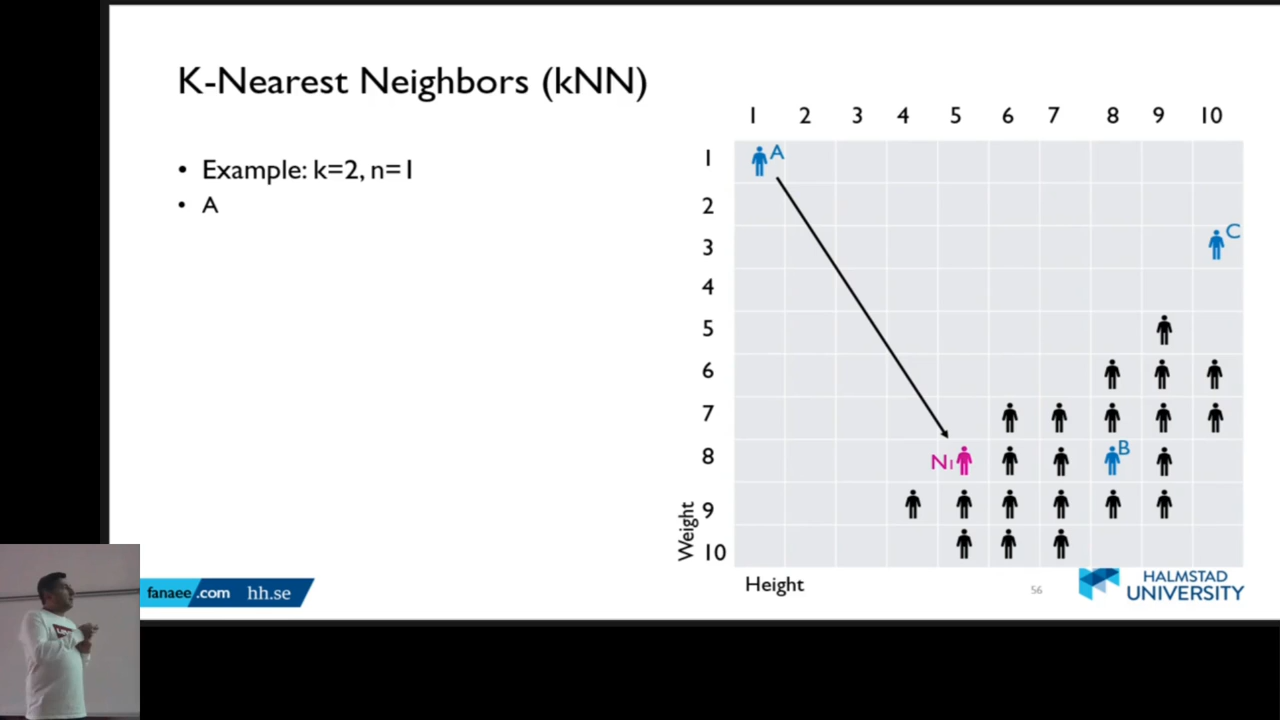 K-Nearest Neighbors (kNN)
• Example: k=2, n=1
• A
1 2 3 4 5 6 7 8 9 10
1
2
3
4
5
6
7
8
9
10
A
C
B
N1
Weight
Height
fanaee.com hh.se
56
HALMSTAD
UNIVERSITY